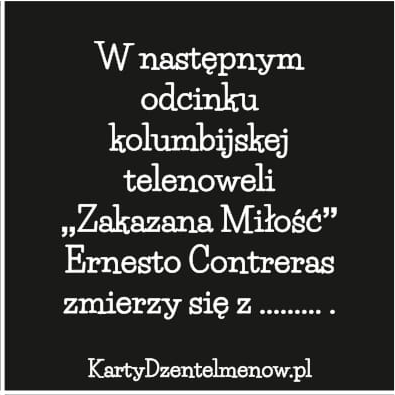 W następnym
odcinku
kolumbijskej
telenoweli
„Zakazana Miłość”
Ernesto Contreras
zmierzy się z ......... .
KartyDzentelmenow.pl